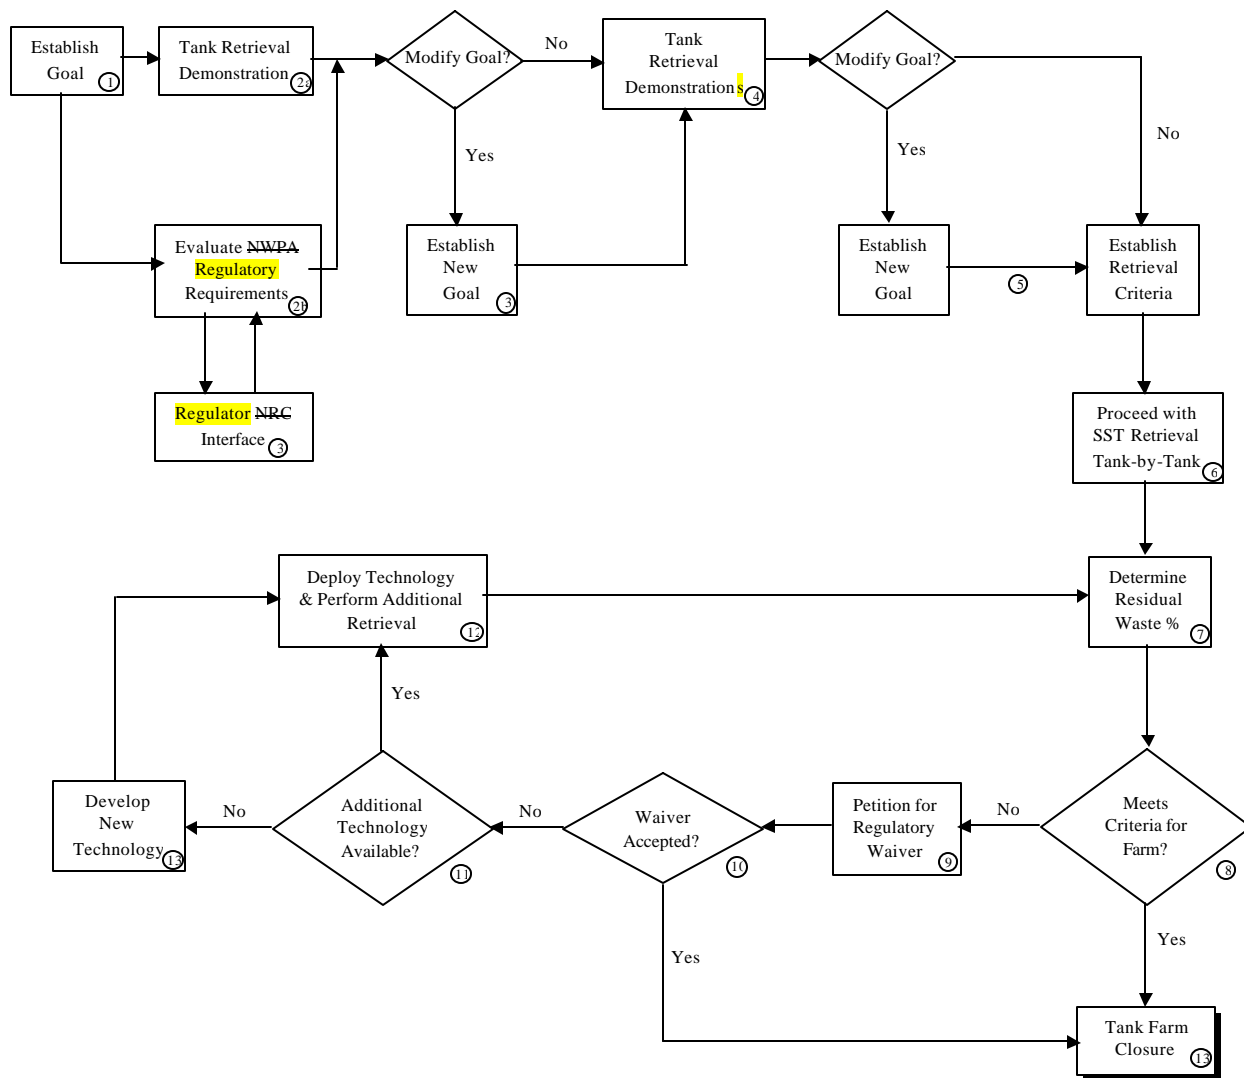 Establish
Goal
1
Tank Retrieval
Demonstration
2a
Modify Goal?
No
Yes
Tank
Retrieval
Demonstrations
4
Modify Goal?
No
Yes
Evaluate NWPA
Regulatory
Requirements
2b
Establish
New
Goal
3
Establish
New
Goal
5
Establish
Retrieval
Criteria
Regulator NRC
Interface
3
Proceed with
SST Retrieval
Tank-by-Tank
6
Deploy Technology
& Perform Additional
Retrieval
12
Determine
Residual
Waste %
7
Yes
Develop
New
Technology
13
No
Additional
Technology
Available?
11
No
Waiver
Accepted?
10
Petition for
Regulatory
Waiver
9
No
Meets
Criteria for
Farm?
8
Yes
Yes
Tank Farm
Closure
13